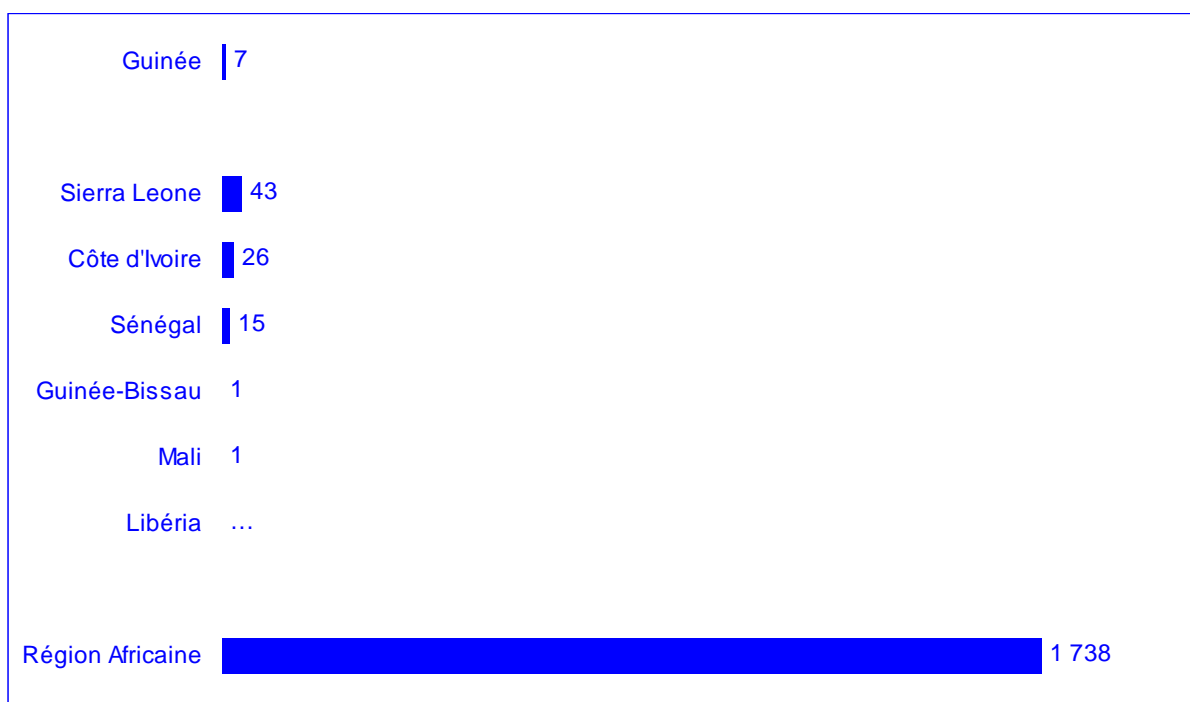 Guinée 7
Sierra Leone 43
Côte d'Ivoire 26
Sénégal 15
Guinée-Bissau 1
Mali 1
Libéria …
Région Africaine 1 738